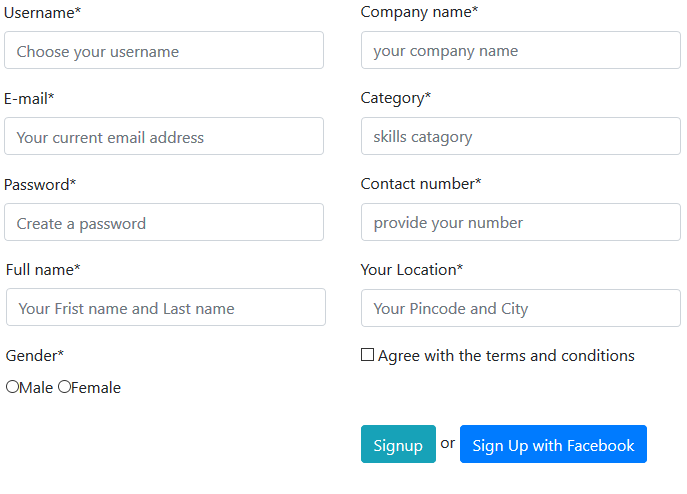 Username*
Choose your username
E-mail*
Your current email address
Password*
Create a password
Full name*
Your Frist name and Last name
Gender*
Male Female
Company name*
your company name
Category*
skills catagory
Contact number*
provide your number
Your Location*
Your Pincode and City
Agree with the terms and conditions
Signup or Sign Up with Facebook